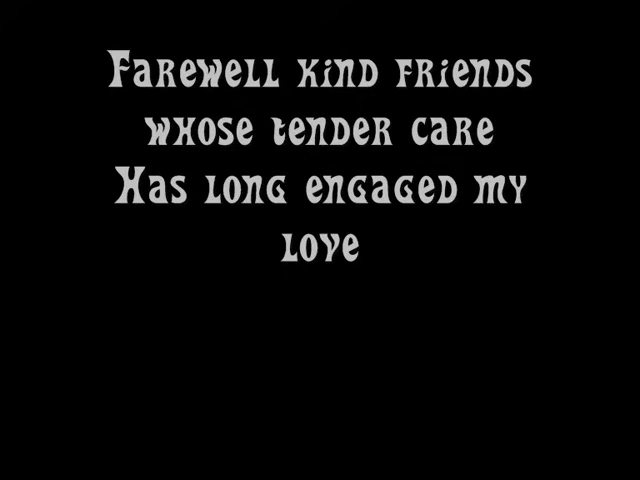 Farewell kind friends
whose tender care
Has long engaged my
love